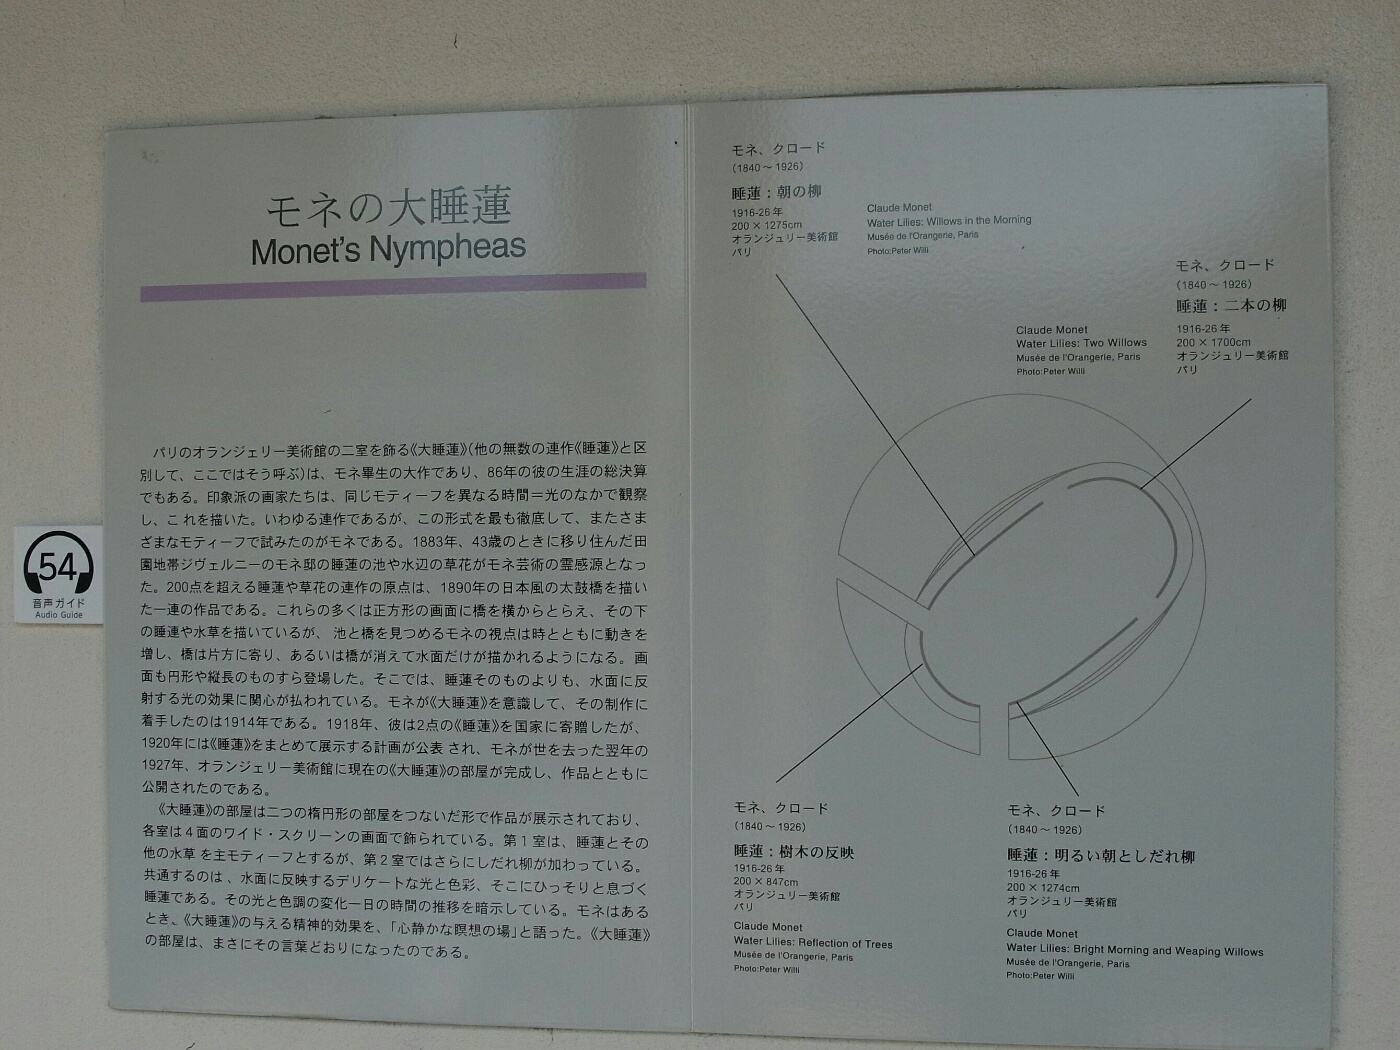 モネの大睡蓮
Monet's Nympheas
パリのオランジェリー美術館の二室を飾る《大睡蓮》(他の無数の連作《睡蓮》と区
別して、ここではそう呼ぶ)は、モネ畢生の大作であり、86年の彼の生涯の総決算
でもある。印象派の画家たちは、同じモティーフを異なる時間＝光のなかで観察
し、これを描いた。いわゆる連作であるが、この形式を最も徹底して、またさま
ざまなモティーフで試みたのがモネである。1883年、43歳のときに移り住んだ田
園地帯ジヴェルニーのモネ邸の睡蓮の池や水辺の草花がモネ芸術の霊感源となっ
た。200点を超える睡蓮や草花の連作の原点は、1890年の日本風の太鼓橋を描い
た一連の作品である。これらの多くは正方形の画面に橋を横からとらえ、その下
の睡連や水草を描いているが、池と橋を見つめるモネの視点は時とともに動きを
増し、橋は片方に寄り、あるいは橋が消えて水面だけが描かれるようになる。画
面も円形や縦長のものすら登場した。そこでは、睡蓮そのものよりも、水面に反
射する光の効果に関心が払われている。モネが《大睡蓮》を意識して、その制作に
着手したのは1914年である。1918年、彼は2点の《睡蓮》を国家に寄贈したが、
1920年には《睡蓮》をまとめて展示する計画が公表され、モネが世を去った翌年の
1927年、オランジェリー美術館に現在の《大睡蓮》の部屋が完成し、作品とともに
公開されたのである。
《大睡蓮》の部屋は二つの楕円形の部屋をつないだ形で作品が展示されており、
各室は4面のワイド・スクリーンの画面で飾られている。第1室は、睡蓮とその
他の水草を主モティーフとするが、第2室ではさらにしだれ柳が加わっている。
共通するのは、水面に反映するデリケートな光と色彩、そこにひっそりと息づく
睡蓮である。その光と色調の変化一日の時間の推移を暗示している。モネはある
とき、《大睡蓮》の与える精神的効果を、「心静かな瞑想の場」と語った。《大睡蓮》
の部屋は、まさにその言葉どおりになったのである。
54
音声ガイド
Audio Guide
モネ、クロード
(1840～1926)
睡蓮：朝の柳
1916-26年
200 × 1275cm
オランジュリー美術館
パリ
Claude Monet
Water Lilies: Willows in the Morning
Musée de l'Orangerie, Paris
Photo:Peter Willi
モネ、クロード
(1840～1926)
睡蓮：二本の柳
1916-26年
200 × 1700cm
オランジュリー美術館
パリ
Claude Monet
Water Lilies: Two Willows
Musée de l'Orangerie, Paris
Photo:Peter Willi
モネ、クロード
(1840～1926)
睡蓮：樹木の反映
1916-26年
200 × 847cm
オランジュリー美術館
パリ
Claude Monet
Water Lilies: Reflection of Trees
Musée de l'Orangerie, Paris
Photo:Peter Willi
モネ、クロード
(1840～1926)
睡蓮：明るい朝としだれ柳
1916-26年
200 × 1274cm
オランジュリー美術館
パリ
Claude Monet
Water Lilies: Bright Morning and Weaping Willows
Musée de l'Orangerie, Paris
Photo:Peter Willi